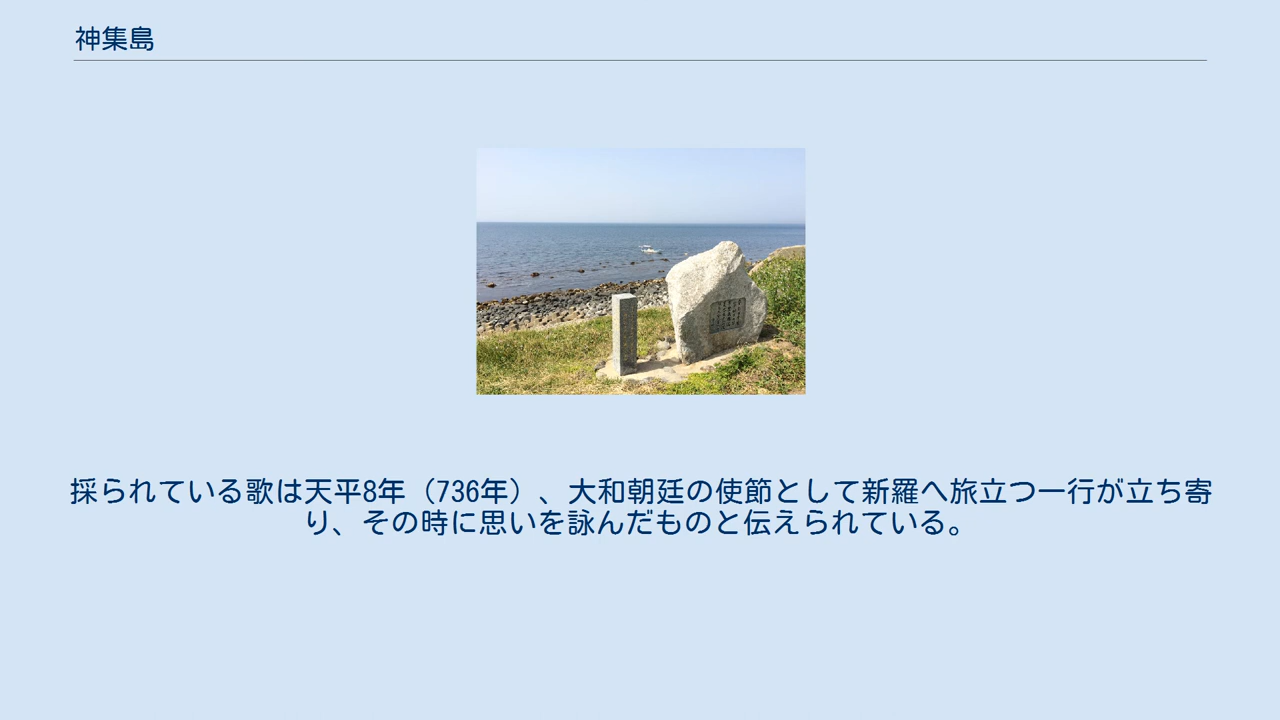 神集島
採られている歌は天平8年（736年）、大和朝廷の使節として新羅へ旅立つ一行が立ち寄
り、その時に思いを詠んだものと伝えられている。